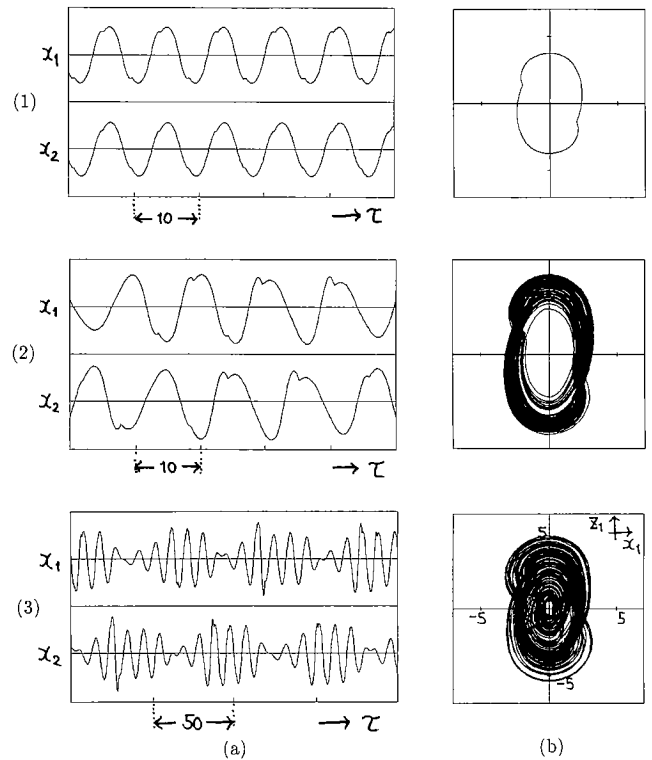 x₁
(1)
x₂
← 10 →
→ τ
x₁
(2)
x₂
← 10 →
→ τ
x₁
(3)
x₂
← 50 →
→ τ
z₁
x₁
5
-5
5
-5
(a)
(b)